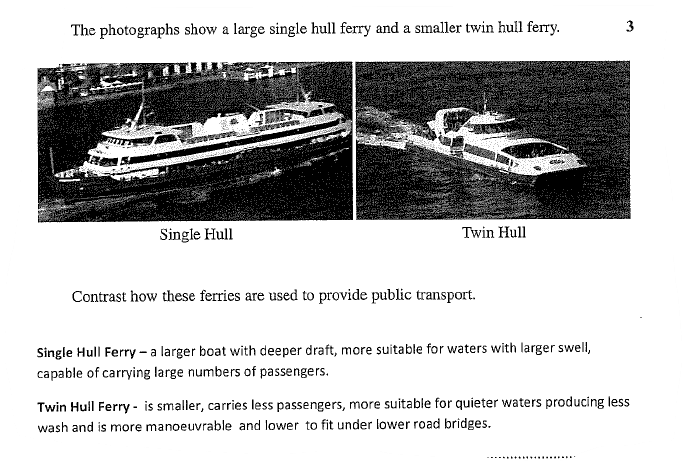 The photographs show a large single hull ferry and a smaller twin hull ferry. 3
Single Hull Twin Hull
Contrast how these ferries are used to provide public transport.
Single Hull Ferry – a larger boat with deeper draft, more suitable for waters with larger swell,
capable of carrying large numbers of passengers.
Twin Hull Ferry - is smaller, carries less passengers, more suitable for quieter waters producing less
wash and is more manoeuvrable and lower to fit under lower road bridges.